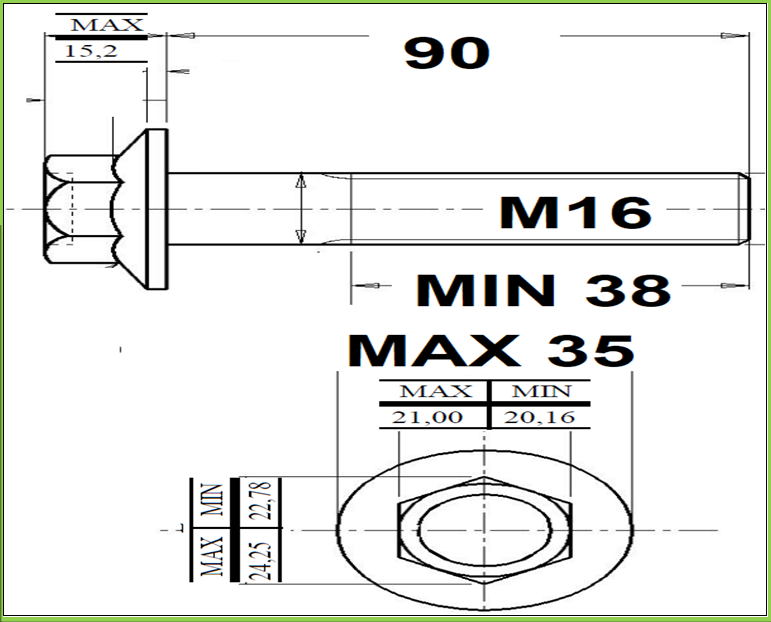 MAX
15,2
90
M16
MIN 38
MAX 35
MAX MIN
21,00 20,16
MIN 22,78
MAX 24,25